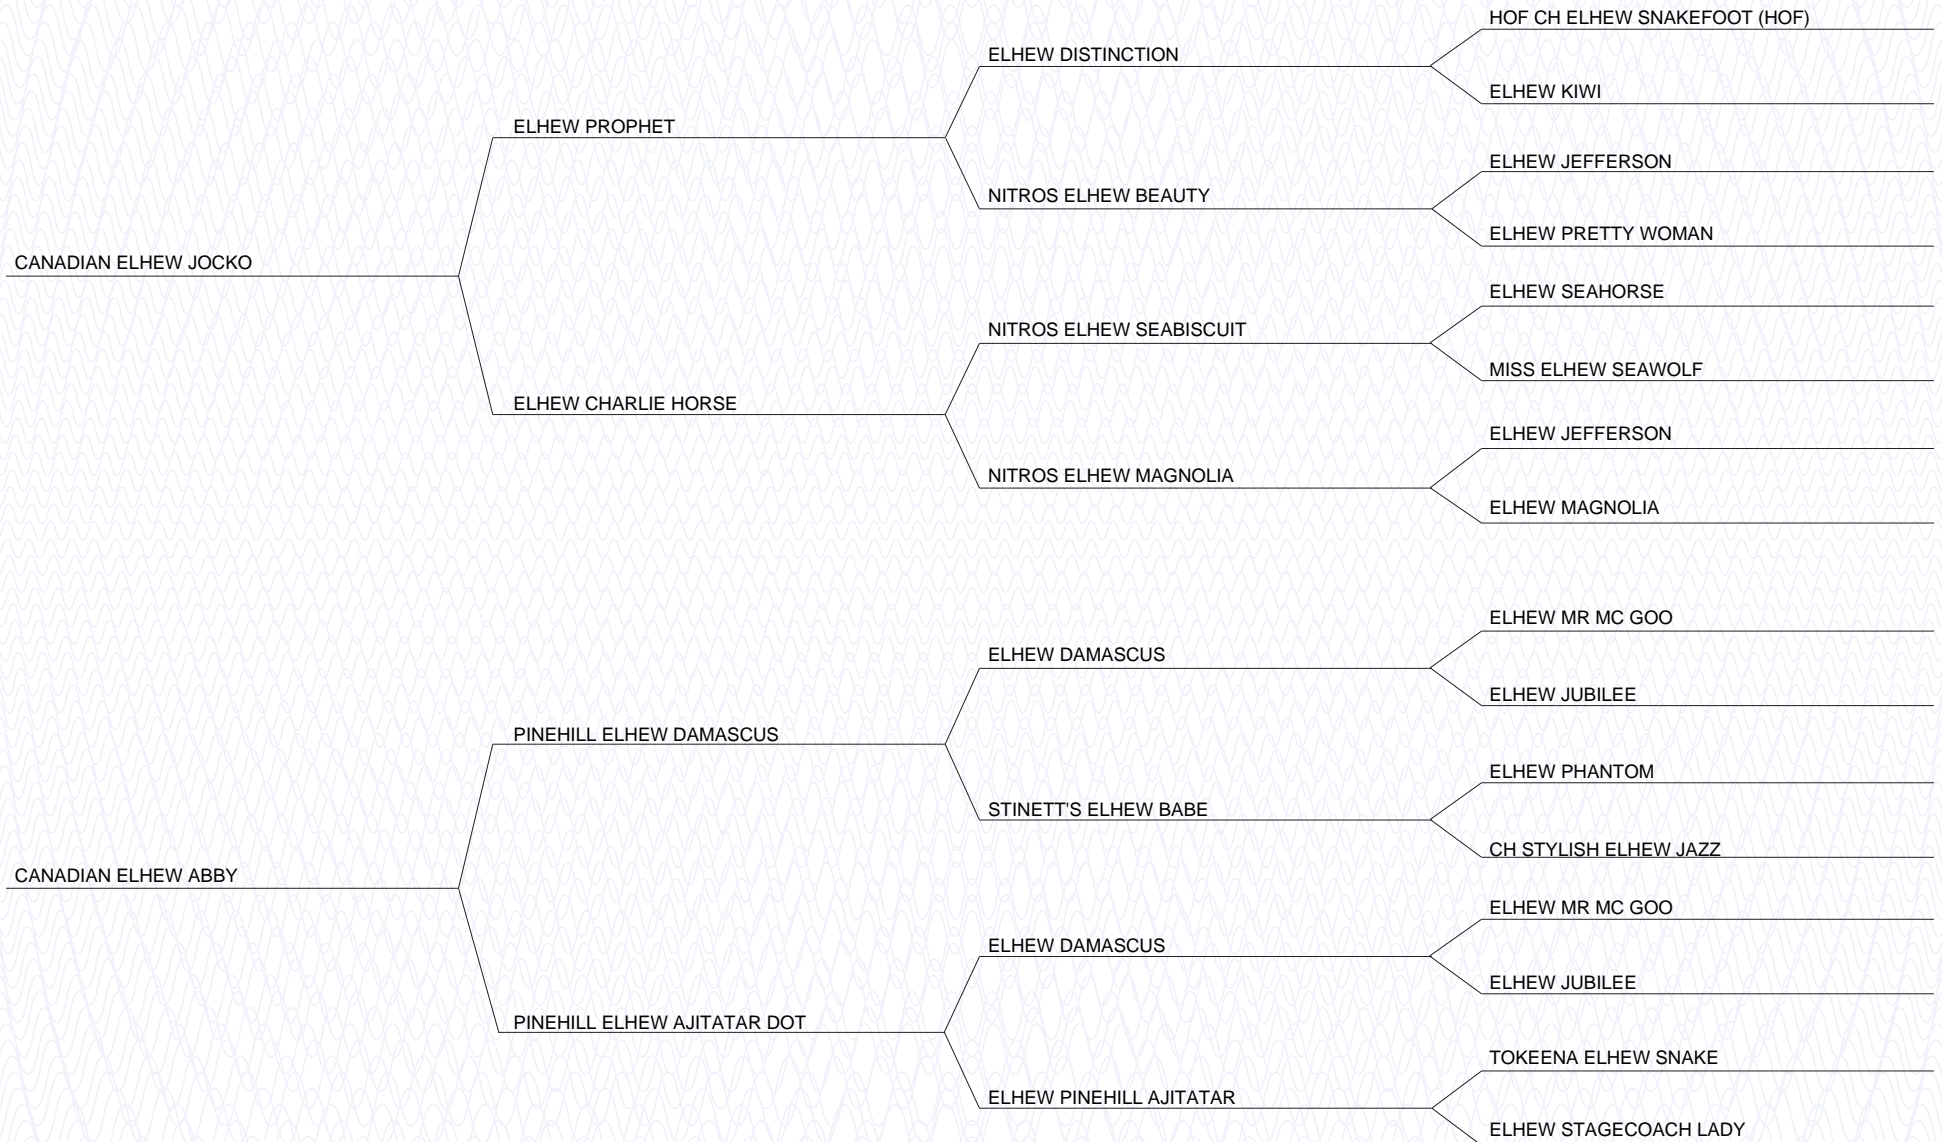 HOF CH ELHEW SNAKEFOOT (HOF)
ELHEW DISTINCTION
ELHEW KIWI
ELHEW PROPHET
ELHEW JEFFERSON
NITROS ELHEW BEAUTY
ELHEW PRETTY WOMAN
CANADIAN ELHEW JOCKO
ELHEW SEAHORSE
NITROS ELHEW SEABISCUIT
MISS ELHEW SEAWOLF
ELHEW CHARLIE HORSE
ELHEW JEFFERSON
NITROS ELHEW MAGNOLIA
ELHEW MAGNOLIA
ELHEW MR MC GOO
ELHEW DAMASCUS
ELHEW JUBILEE
PINEHILL ELHEW DAMASCUS
ELHEW PHANTOM
STINETT'S ELHEW BABE
CH STYLISH ELHEW JAZZ
CANADIAN ELHEW ABBY
ELHEW MR MC GOO
ELHEW DAMASCUS
ELHEW JUBILEE
PINEHILL ELHEW AJITATAR DOT
TOKEENA ELHEW SNAKE
ELHEW PINEHILL AJITATAR
ELHEW STAGECOACH LADY